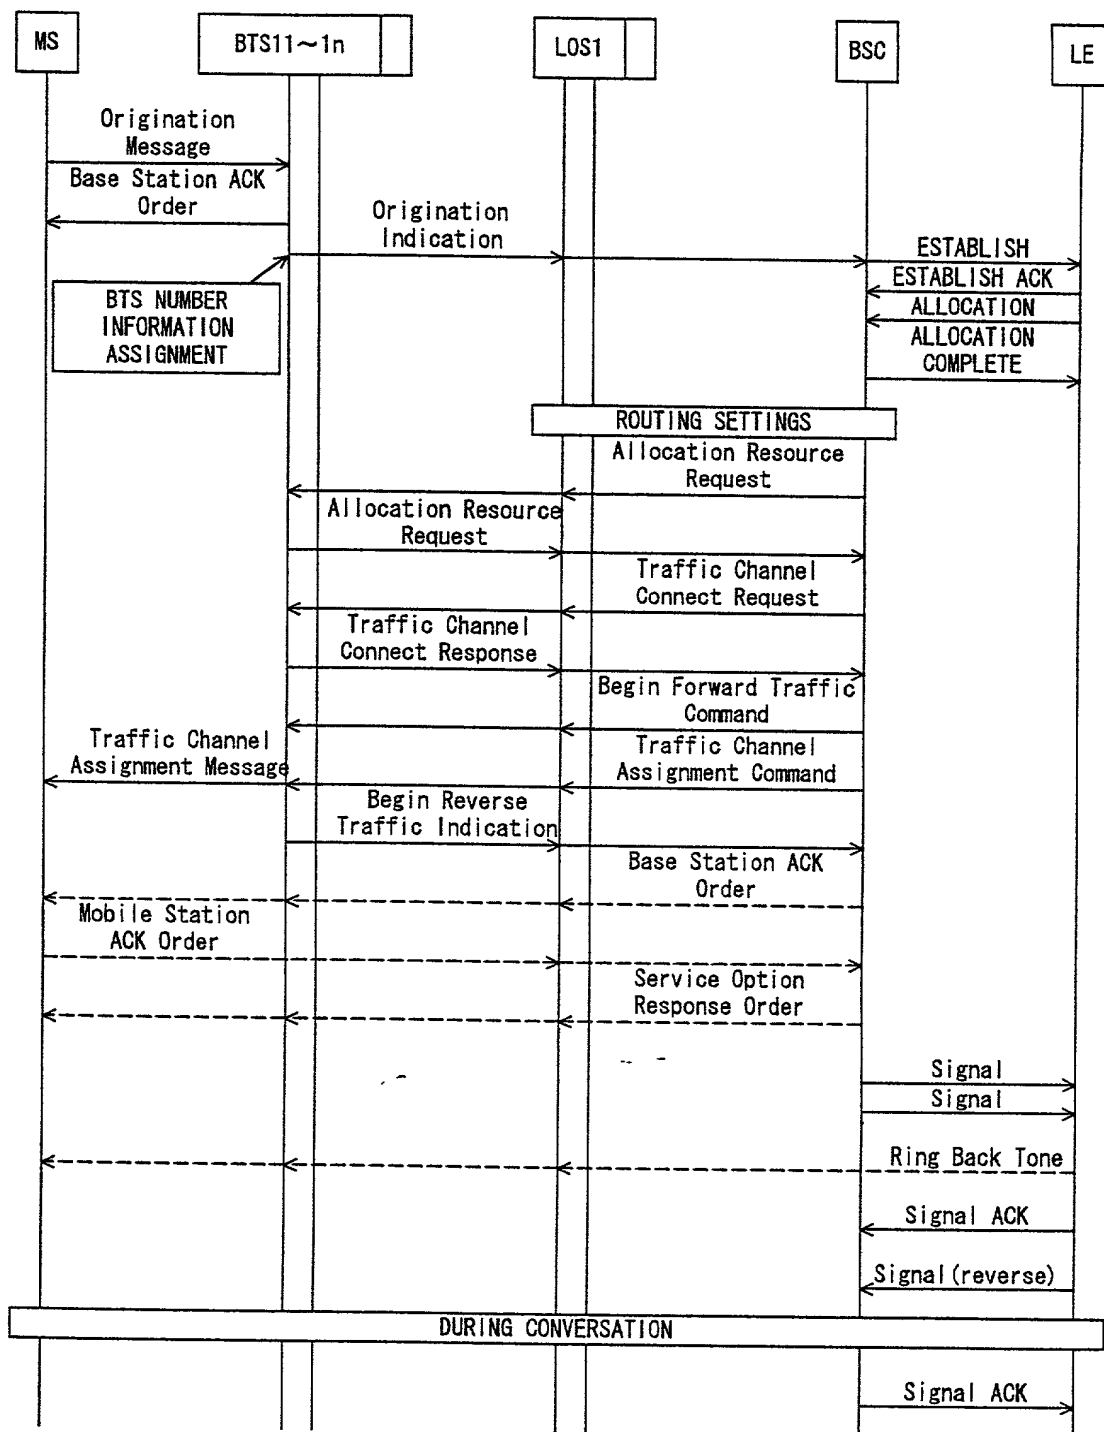 MS
BTS11~1n
LOS1
BSC
LE
Origination
Message
Base Station ACK
Order
Origination
Indication
ESTABLISH
ESTABLISH ACK
BTS NUMBER
INFORMATION
ASSIGNMENT
ALLOCATION
ALLOCATION
COMPLETE
ROUTING SETTINGS
Allocation Resource
Request
Allocation Resource
Request
Traffic Channel
Connect Request
Traffic Channel
Connect Response
Begin Forward Traffic
Command
Traffic Channel
Assignment Message
Traffic Channel
Assignment Command
Begin Reverse
Traffic Indication
Base Station ACK
Order
Mobile Station
ACK Order
Service Option
Response Order
Signal
Signal
Ring Back Tone
Signal ACK
Signal(reverse)
DURING CONVERSATION
Signal ACK